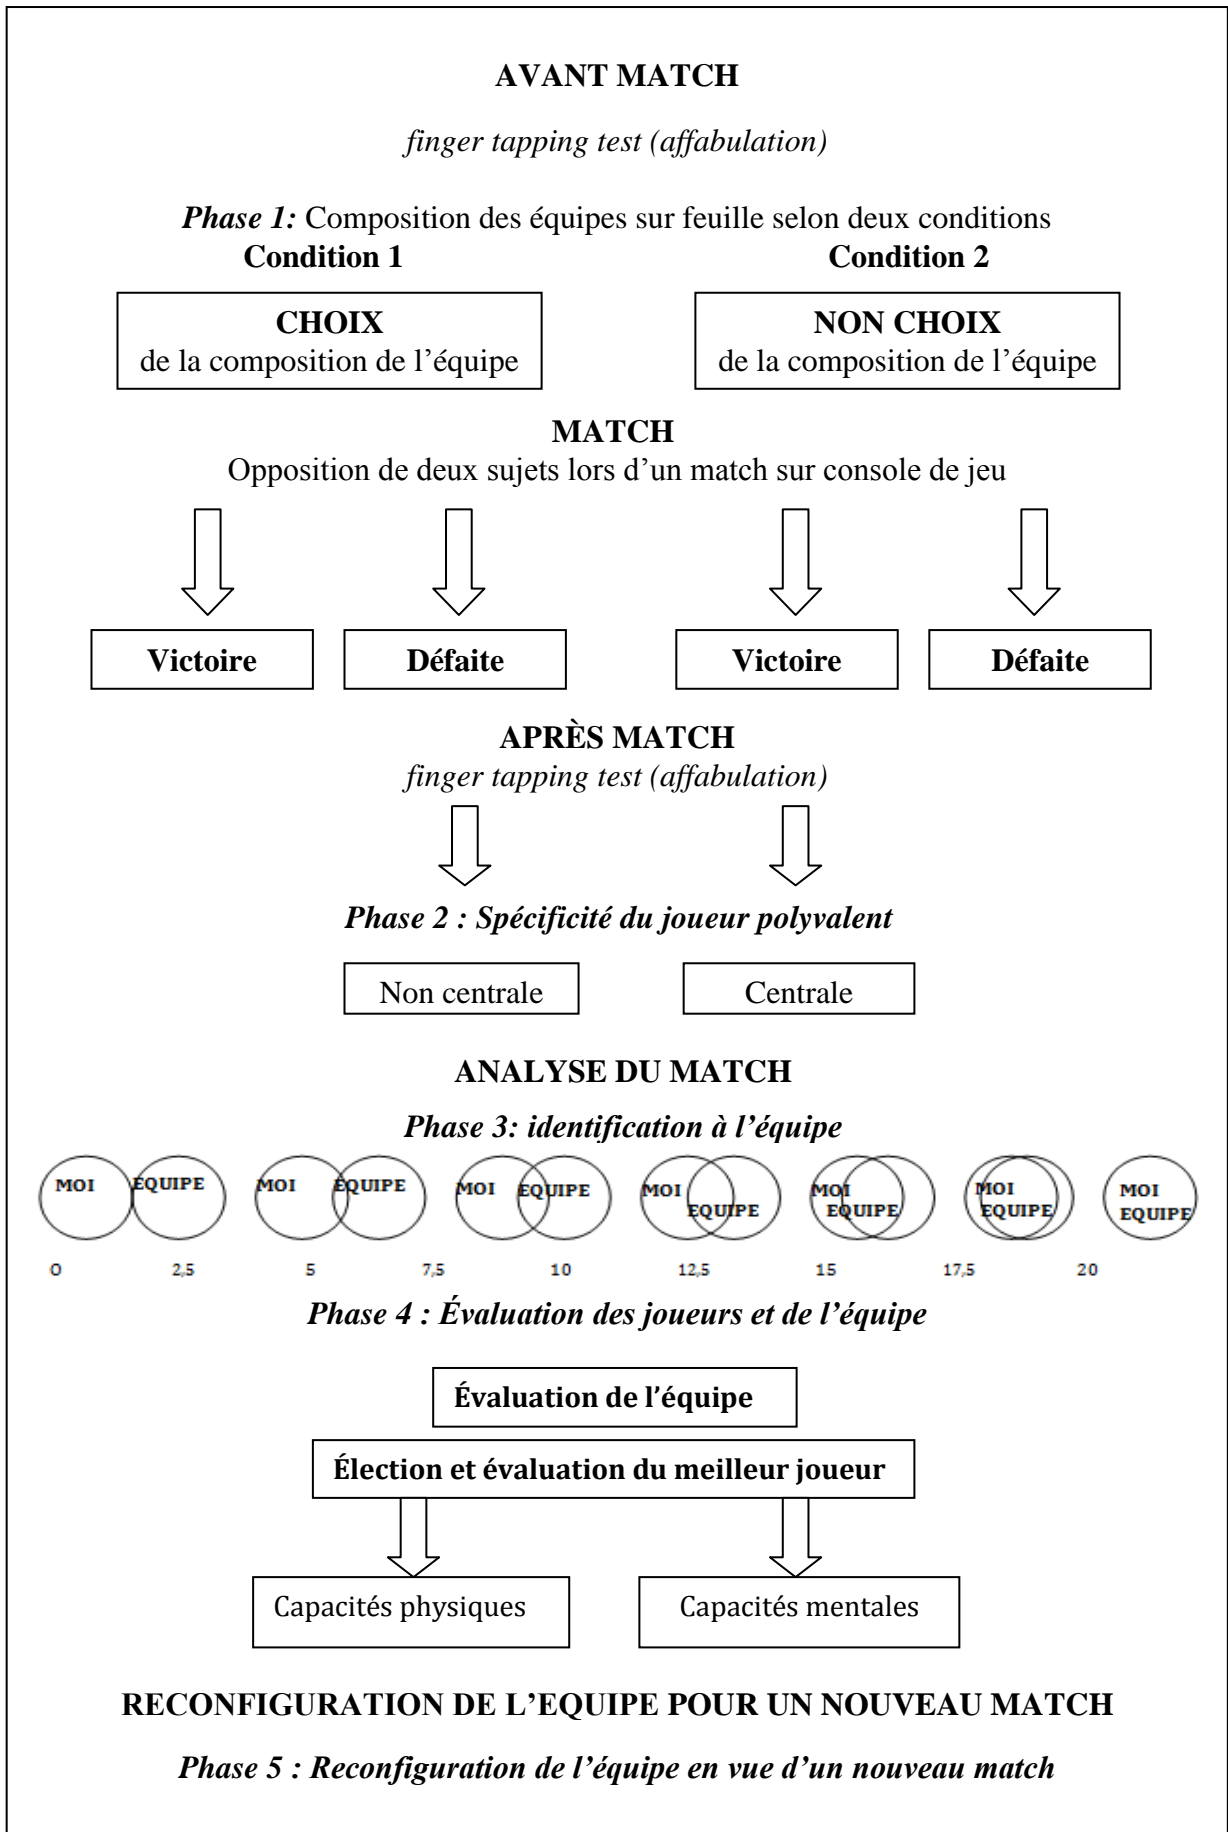 AVANT MATCH
finger tapping test (affabulation)
Phase 1: Composition des équipes sur feuille selon deux conditions
Condition 1 Condition 2
CHOIX
de la composition de l’équipe
NON CHOIX
de la composition de l’équipe
MATCH
Opposition de deux sujets lors d’un match sur console de jeu
Victoire Défaite Victoire Défaite
APRÈS MATCH
finger tapping test (affabulation)
Phase 2 : Spécificité du joueur polyvalent
Non centrale Centrale
ANALYSE DU MATCH
Phase 3: identification à l’équipe
MOI ÉQUIPE MOI ÉQUIPE MOI EQUIPE MOI EQUIPE MOI EQUIPE MOI EQUIPE MOI EQUIPE
0 2,5 5 7,5 10 12,5 15 17,5 20
Phase 4 : Évaluation des joueurs et de l’équipe
Évaluation de l’équipe
Élection et évaluation du meilleur joueur
Capacités physiques Capacités mentales
RECONFIGURATION DE L’EQUIPE POUR UN NOUVEAU MATCH
Phase 5 : Reconfiguration de l’équipe en vue d’un nouveau match